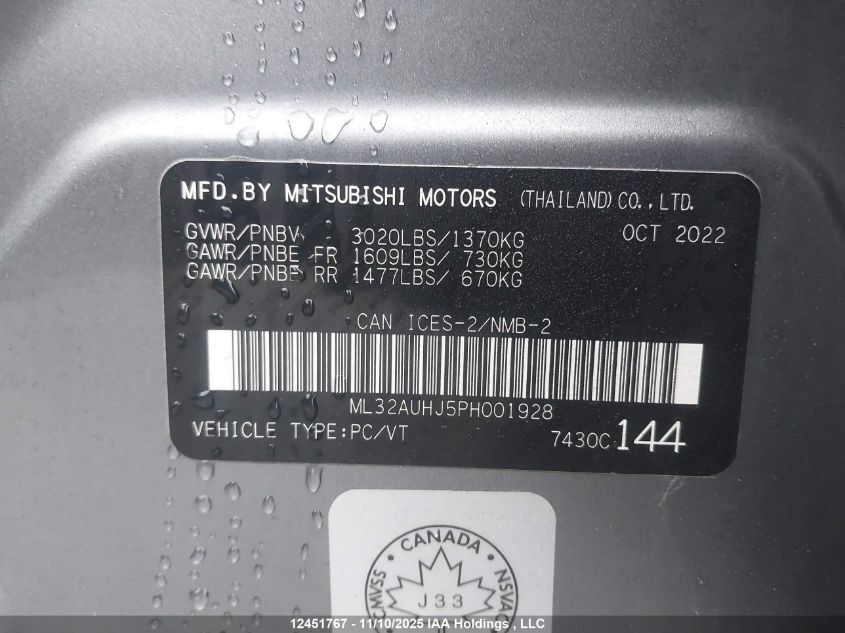 MFD.BY MITSUBISHI MOTORS (THAILAND)CO.,LTD.
GVWR/PNBV 3020LBS/1370KG OCT 2022
GAWR/PNBE FR 1609LBS/ 730KG
GAWR/PNBE RR 1477LBS/ 670KG
CAN ICES-2/NMB-2
ML32AUHJ5PH001928
VEHICLE TYPE:PC/VT 7430C 144
CANADA
CMVSS J33 NSVAC
12451767 - 11/10/2025 IAA Holdings, LLC